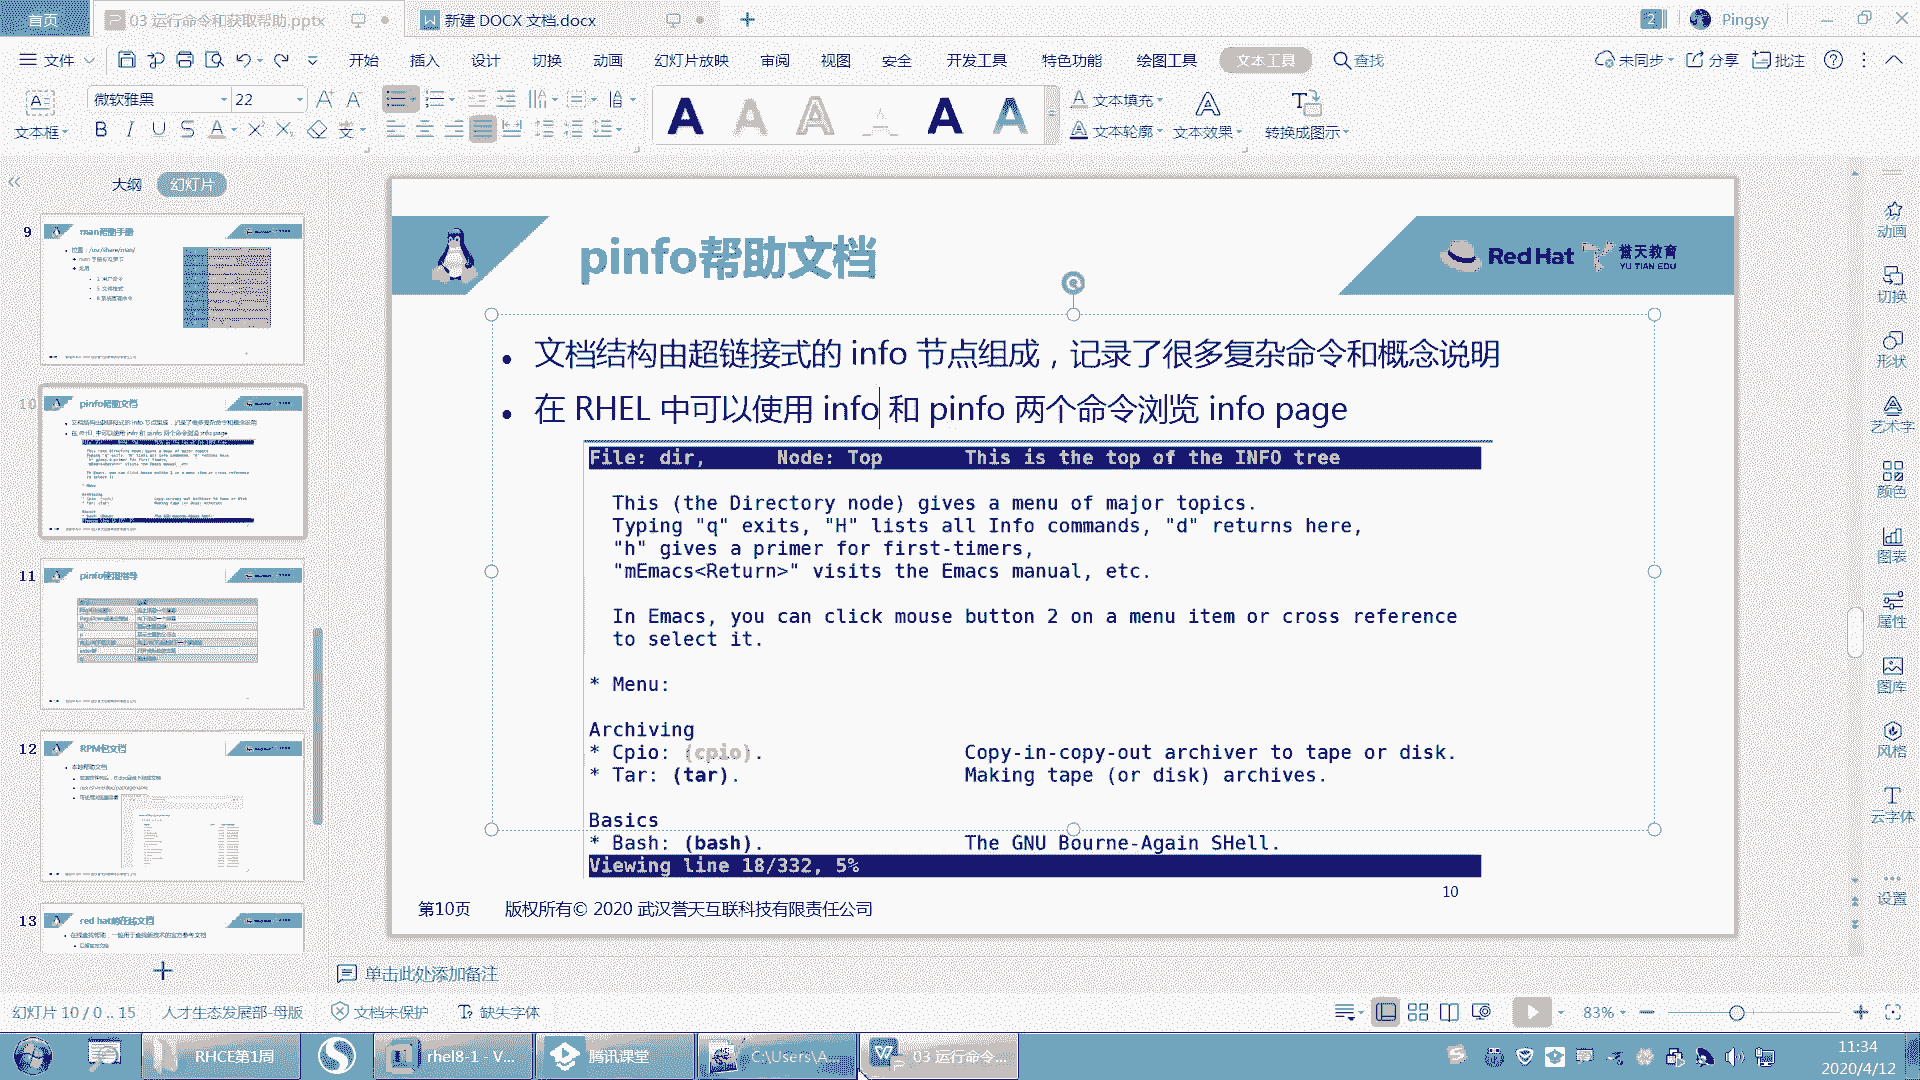 首页
03 运行命令和获取帮助.pptx
新建 DOCX 文档.docx
2
Pingsy
文件
开始 插入 设计 切换 动画 幻灯片放映 审阅 视图 安全 开发工具 特色功能 绘图工具 文本工具 查找
未同步 分享 批注
文本框
微软雅黑 22
文本填充
文本轮廓
文本效果
转换成图示
大纲 幻灯片
9
man帮助手册
10
pinfo帮助文档
11
pinfo使用指导
12
RPM包文档
本地帮助文档
13
red hat的在线文档
pinfo帮助文档
Red Hat
誉天教育
YU TIAN EDU
• 文档结构由超链接式的 info 节点组成，记录了很多复杂命令和概念说明
• 在 RHEL 中可以使用 info 和 pinfo 两个命令浏览 info page
File: dir, Node: Top This is the top of the INFO tree
This (the Directory node) gives a menu of major topics.
Typing "q" exits, "H" lists all Info commands, "d" returns here,
"h" gives a primer for first-timers,
"mEmacs<Return>" visits the Emacs manual, etc.
In Emacs, you can click mouse button 2 on a menu item or cross reference
to select it.
* Menu:
Archiving
* Cpio: (cpio). Copy-in-copy-out archiver to tape or disk.
* Tar: (tar). Making tape (or disk) archives.
Basics
* Bash: (bash). The GNU Bourne-Again SHell.
Viewing line 18/332, 5%
10
第10页 版权所有© 2020 武汉誉天互联科技有限责任公司
单击此处添加备注
动画
切换
形状
艺术字
颜色
图表
属性
图库
风格
云字体
设置
幻灯片 10 / 0 .. 15
人才生态发展部-母版
文档未保护
缺失字体
83%
RHCE第1周
rhel8-1 - V...
腾讯课堂
C:\Users\A...
03 运行命令...
11:34
2020/4/12